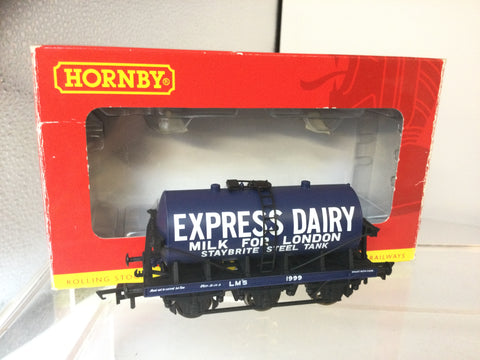 HORNBY®
EXPRESS DAIRY
MILK FOR LONDON
STAYBRITE STEEL TANK
LMS 1999
ROLLING STO
RAILWAYS